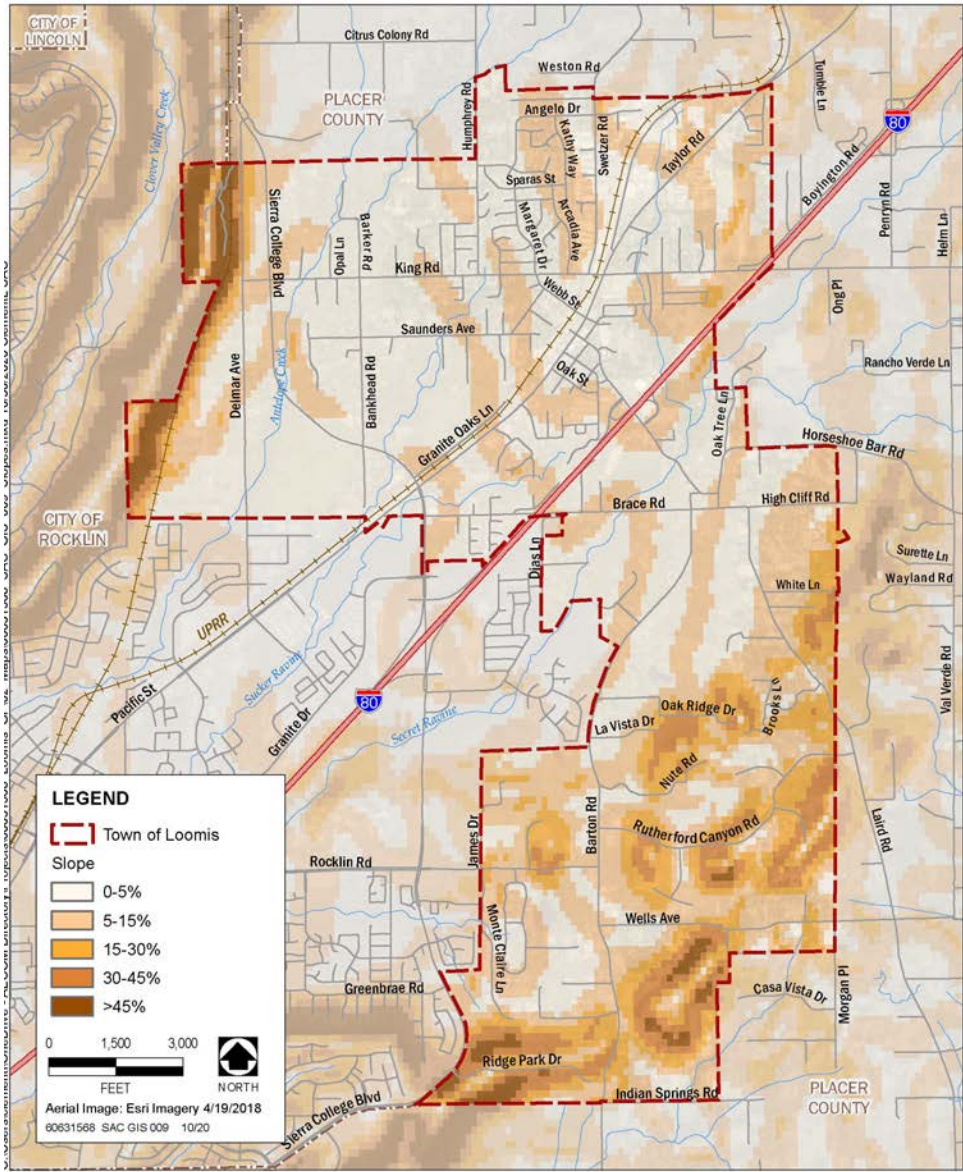 CITY OF
LINCOLN
Citrus Colony Rd
Weston Rd
PLACER
COUNTY
Humphrey Rd
Angelo Dr
Kathy Way
Swetzer Rd
Taylor Rd
Tumble Ln
80
Boyington Rd
Penryn Rd
Helm Ln
Clover Valley Creek
Sierra College Blvd
Opal Ln
Barker Rd
Sparas St
Margaret Dr
Arcadia Ave
King Rd
Webb St
Ong Pl
Saunders Ave
Rancho Verde Ln
Delmar Ave
Antelope Creek
Bankhead Rd
Oak St
Granite Oaks Ln
Oak Tree Ln
Horseshoe Bar Rd
CITY OF
ROCKLIN
Brace Rd
High Cliff Rd
Dias Ln
Surette Ln
Wayland Rd
White Ln
UPRR
Pacific St
Sucker Ravine
Granite Dr
80
Secret Ravine
La Vista Dr
Oak Ridge Dr
Brooks Ln
Val Verde Rd
Nute Rd
James Dr
Barton Rd
Rutherford Canyon Rd
Laird Rd
Rocklin Rd
Monte Claire Ln
Wells Ave
Greenbrae Rd
Casa Vista Dr
Morgan Pl
Ridge Park Dr
Indian Springs Rd
Sierra College Blvd
PLACER
COUNTY
LEGEND
Town of Loomis
Slope
0-5%
5-15%
15-30%
30-45%
>45%
0 1,500 3,000
FEET
NORTH
Aerial Image: Esri Imagery 4/19/2018
60631568 SAC GIS 009 10/20